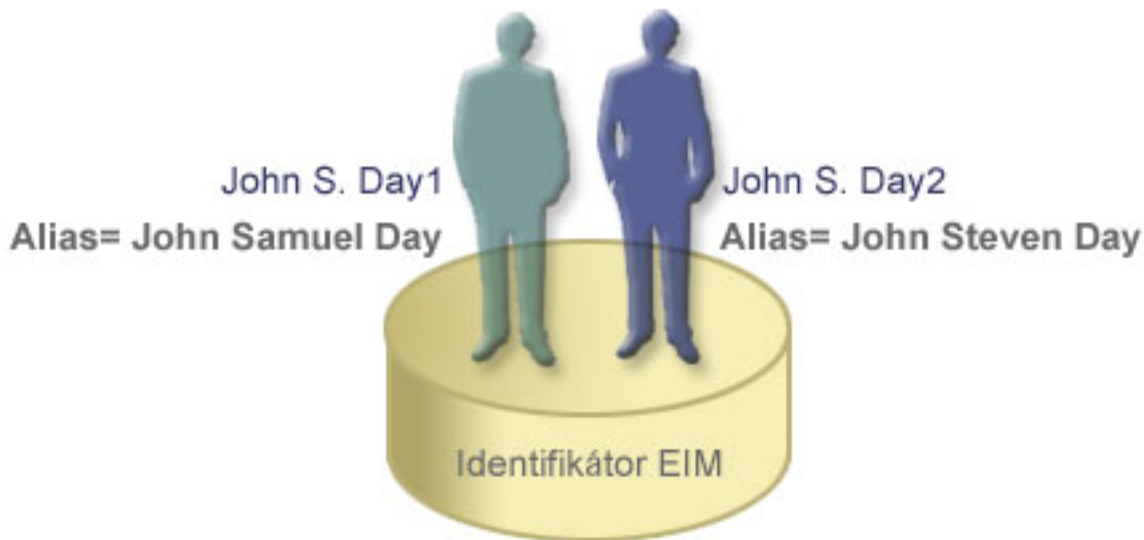 John S. Day1
Alias= John Samuel Day
John S. Day2
Alias= John Steven Day
Identifikátor EIM